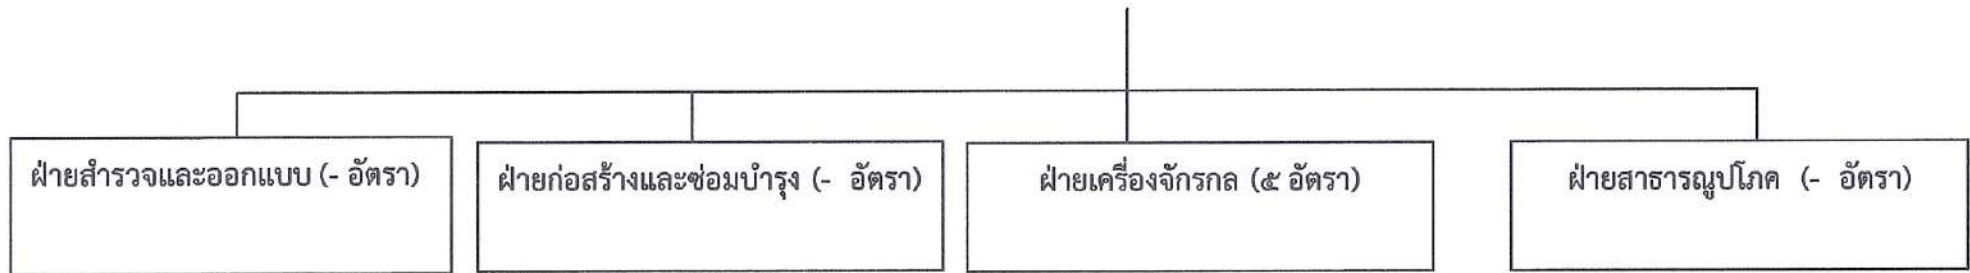 ฝ่ายสำรวจและออกแบบ (- อัตรา)
ฝ่ายก่อสร้างและซ่อมบำรุง (- อัตรา)
ฝ่ายเครื่องจักรกล (๕ อัตรา)
ฝ่ายสาธารณูปโภค (- อัตรา)